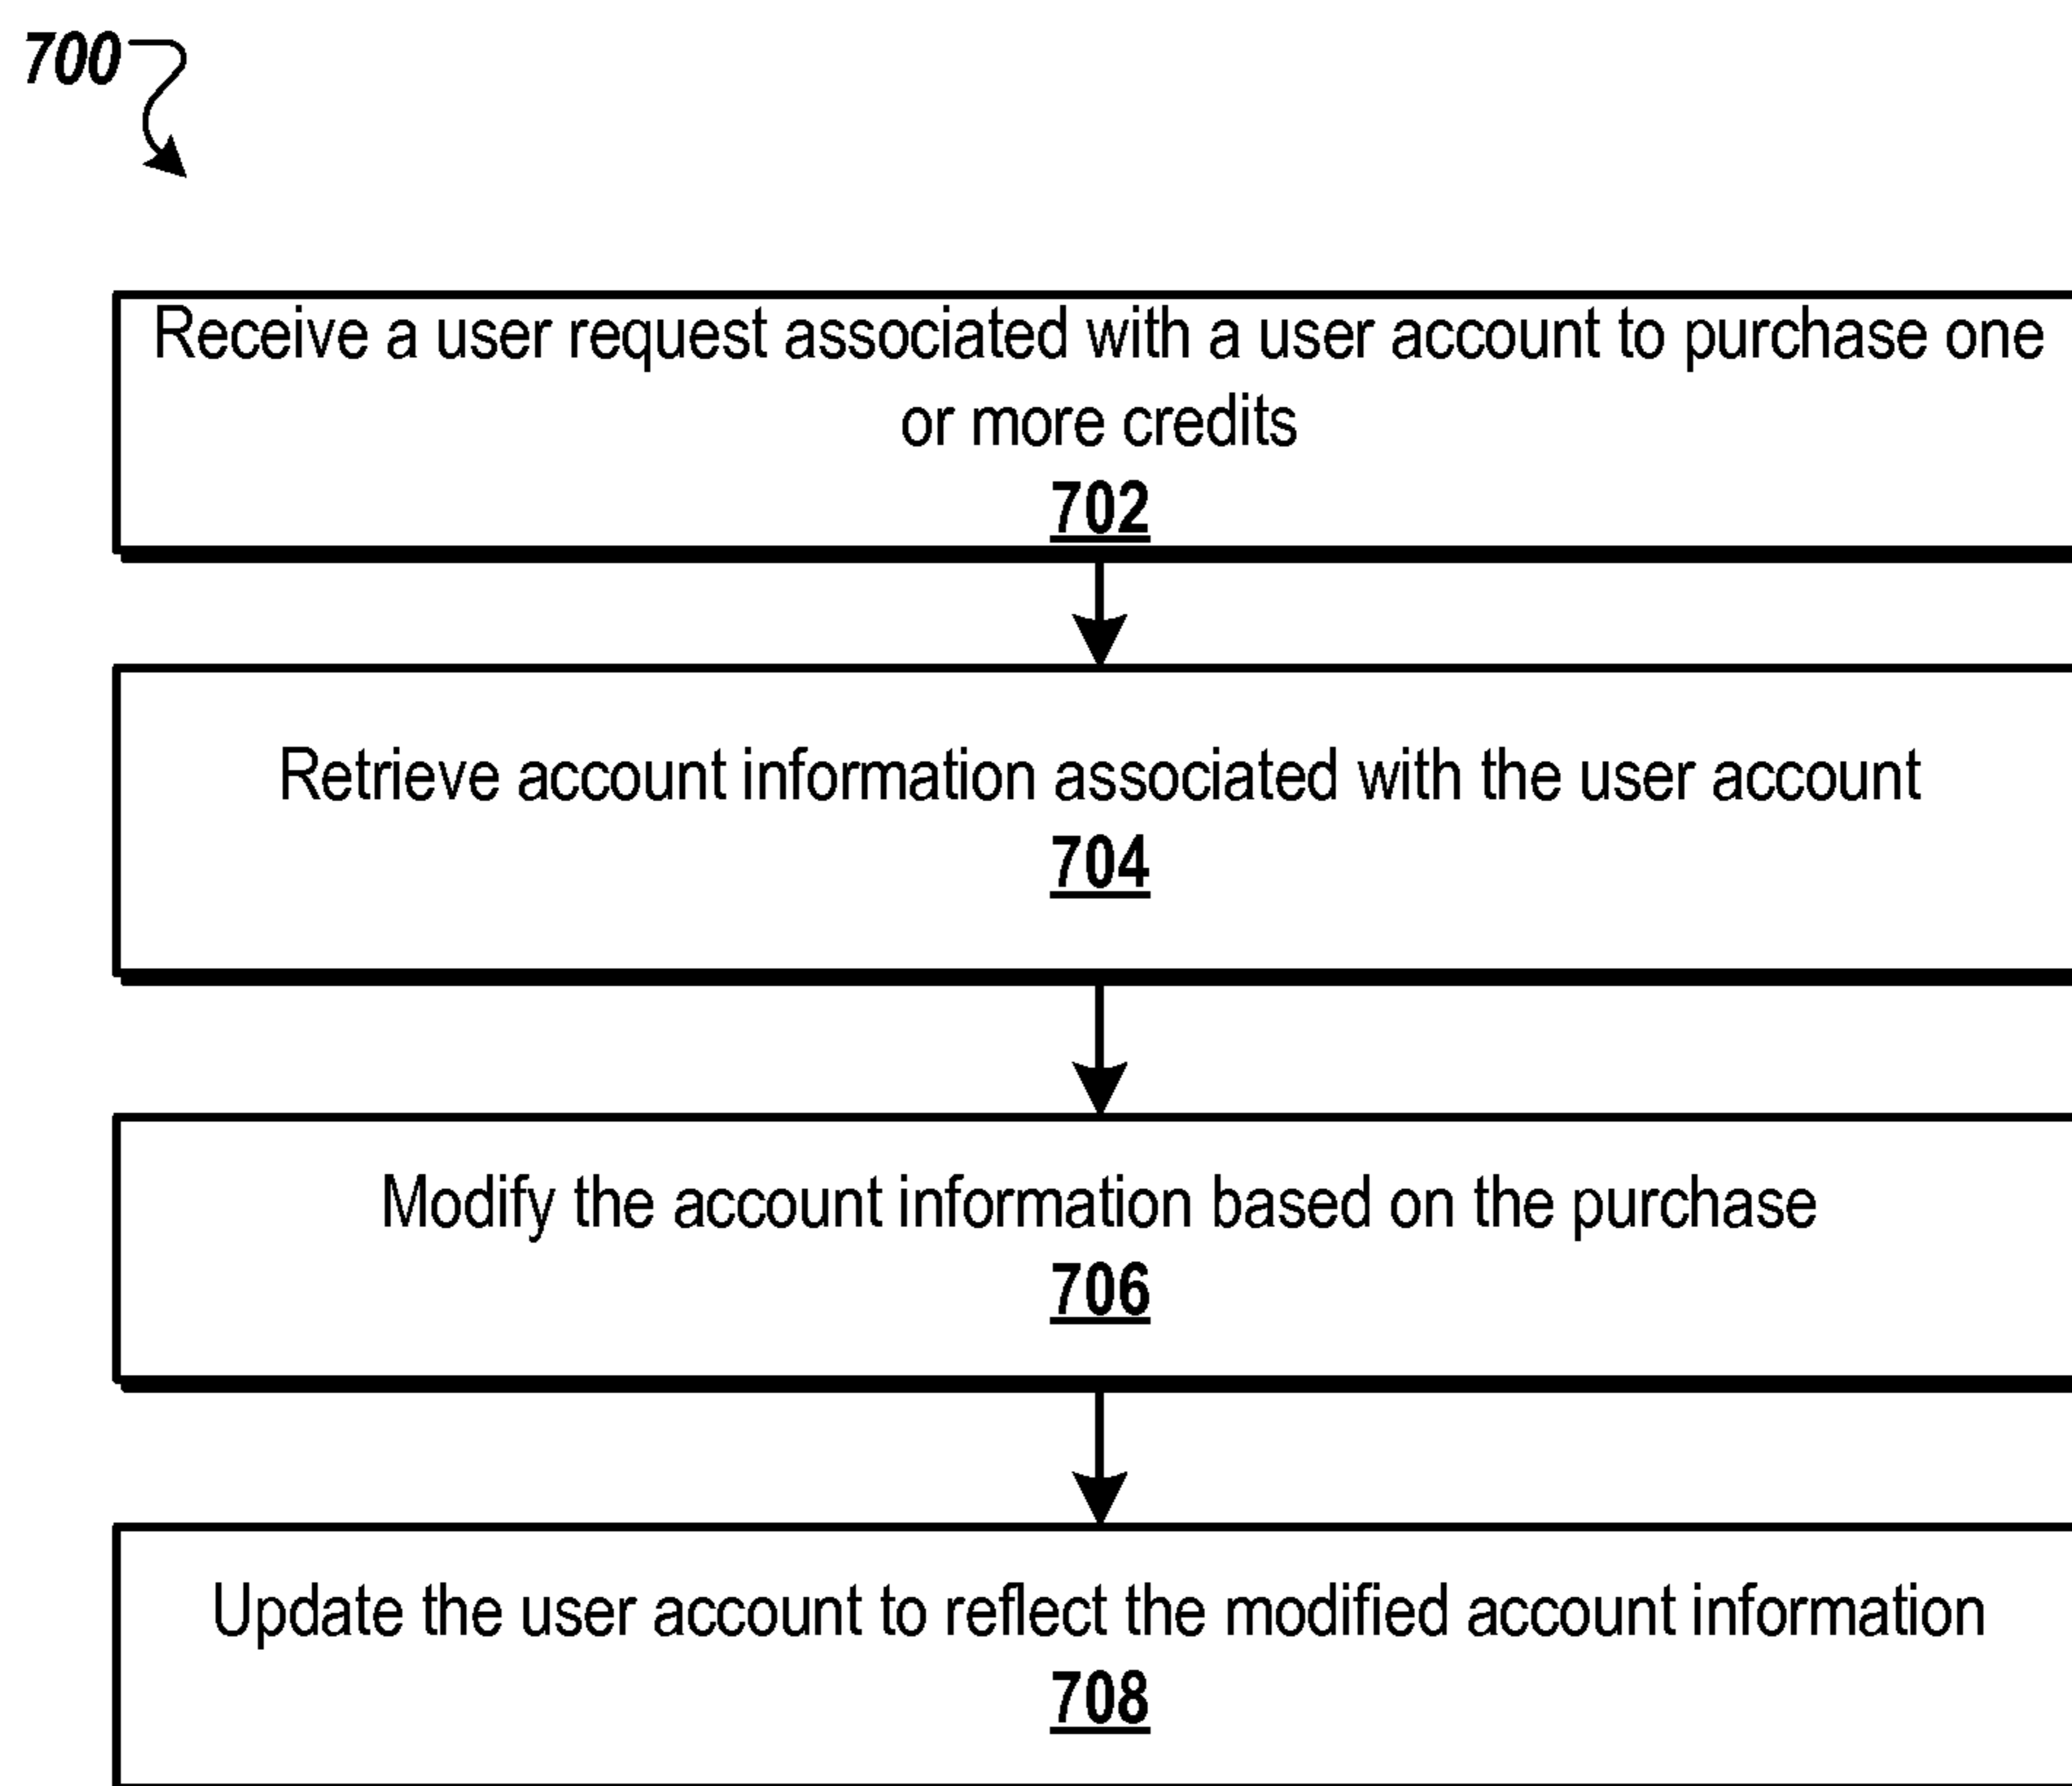 700
Receive a user request associated with a user account to purchase one
or more credits
702
Retrieve account information associated with the user account
704
Modify the account information based on the purchase
706
Update the user account to reflect the modified account information
708